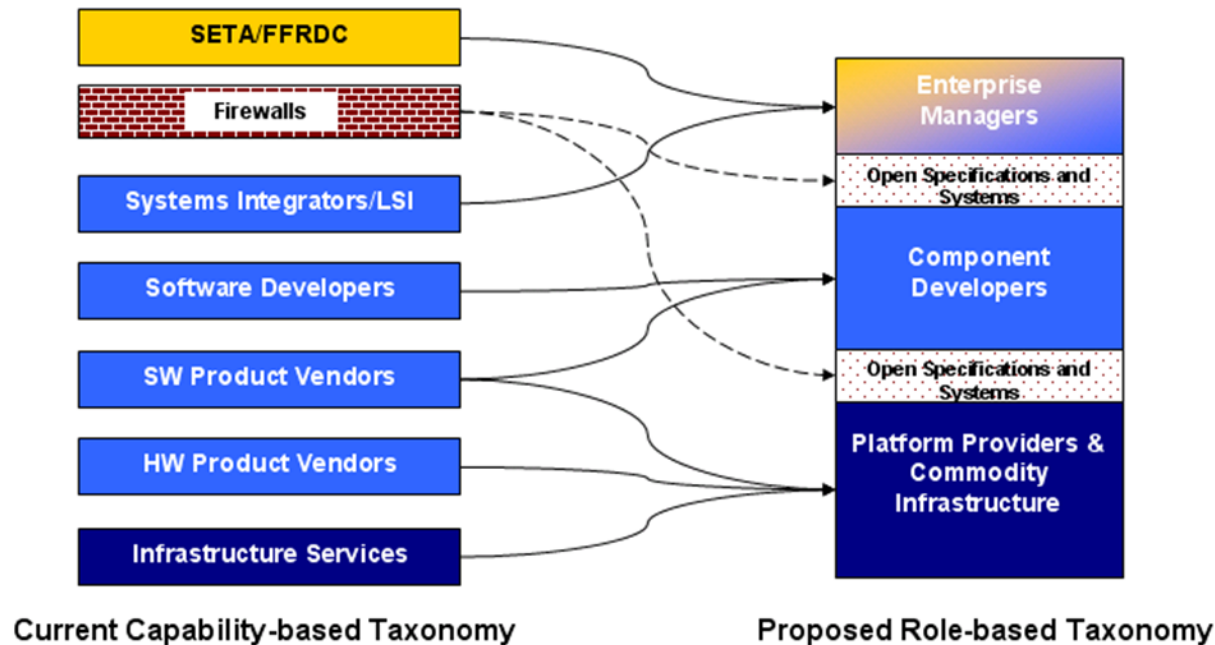 SETA/FFRDC
Firewalls
Systems Integrators/LSI
Software Developers
SW Product Vendors
HW Product Vendors
Infrastructure Services
Current Capability-based Taxonomy
Enterprise
Managers
Open Specifications and
Systems
Component
Developers
Open Specifications and
Systems
Platform Providers &
Commodity
Infrastructure
Proposed Role-based Taxonomy